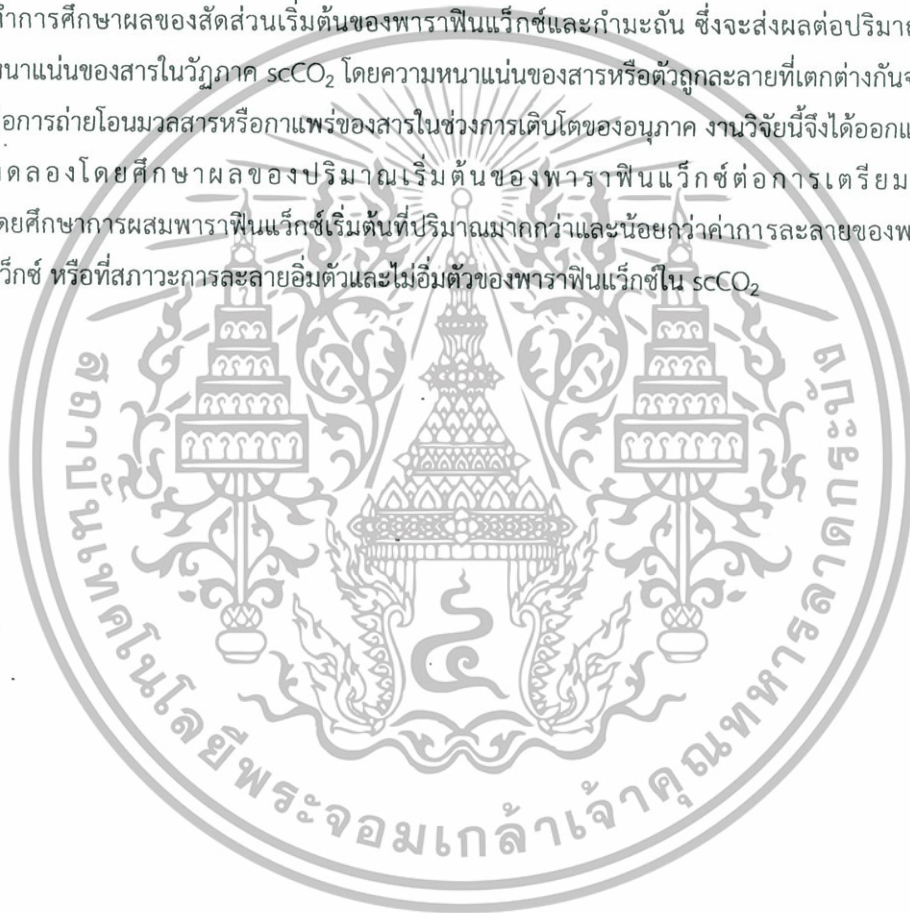 ทำการศึกษาผลของสัดส่วนเริ่มต้นของพาราฟินแว็กซ์และกำมะถัน ซึ่งจะส่งผลต่อปริมาณ
หนาแน่นของสารในวัฏภาค scCO₂ โดยความหนาแน่นของสารหรือตัวถูกละลายที่แตกต่างกัน
ต่อการถ่ายโอนมวลสารหรือกาแพร่ของสารในช่วงการเติบโตของอนุภาค งานวิจัยนี้จึงได้ออก
ทดลองโดยศึกษาผลของปริมาณเริ่มต้นของพาราฟินแว็กซ์ต่อการเตรียม
โดยศึกษาการผสมพาราฟินแว็กซ์เริ่มต้นที่ปริมาณมากกว่าและน้อยกว่าค่าการละลายของ
แว็กซ์ หรือที่สภาวะการละลายอิ่มตัวและไม่อิ่มตัวของพาราฟินแว็กซ์ใน scCO₂
สถาบันเทคโนโลยีพระจอมเกล้าเจ้าคุณทหารลาดกระบัง
๔